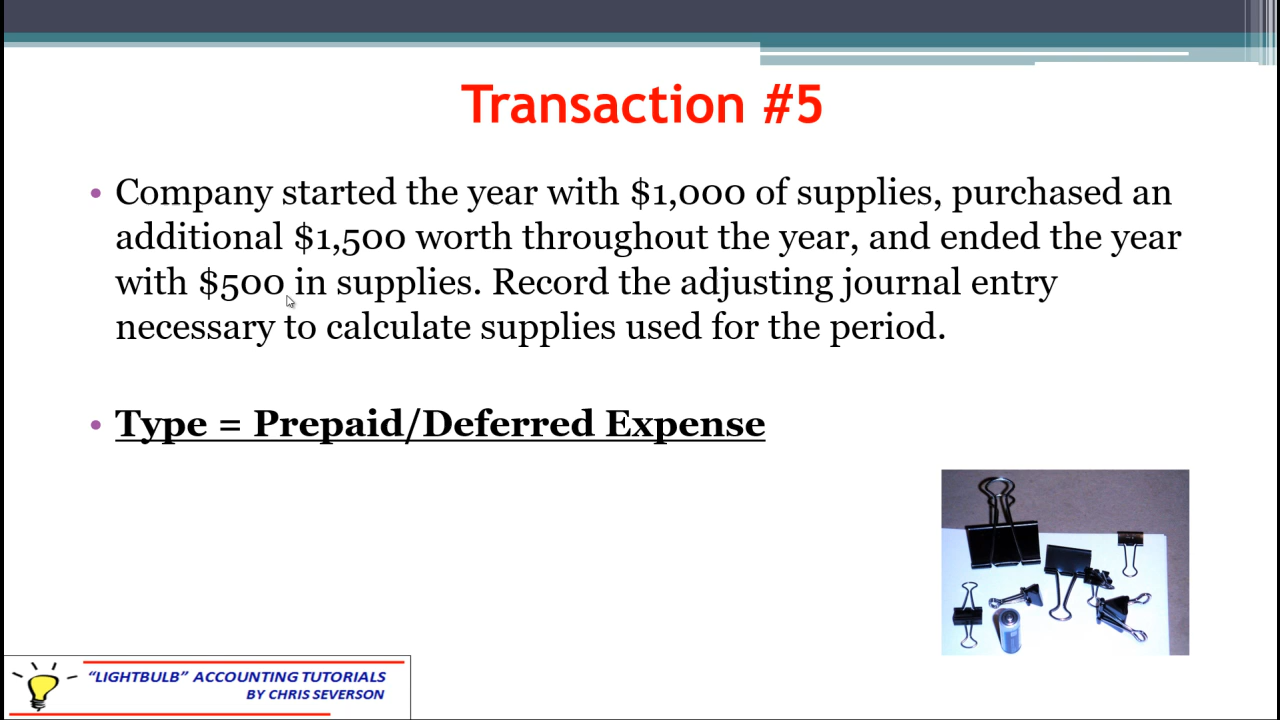 Transaction #5
• Company started the year with $1,000 of supplies, purchased an
additional $1,500 worth throughout the year, and ended the year
with $500 in supplies. Record the adjusting journal entry
necessary to calculate supplies used for the period.
• Type = Prepaid/Deferred Expense
“LIGHTBULB” ACCOUNTING TUTORIALS
BY CHRIS SEVERSON